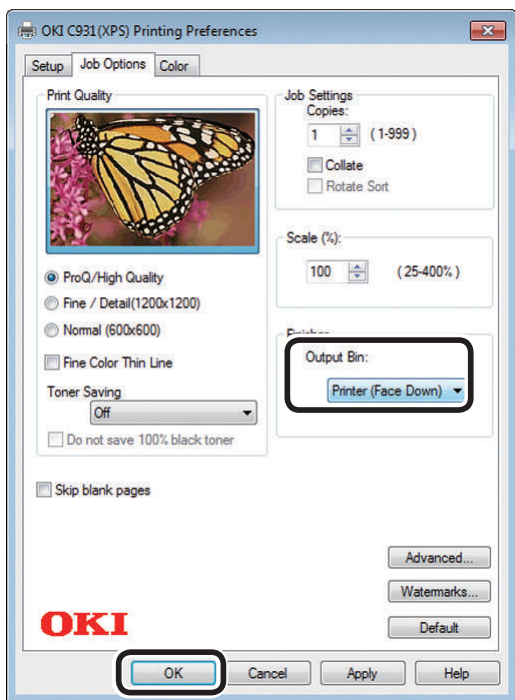 OKI C931(XPS) Printing Preferences
Setup
Job Options
Color
Print Quality
ProQ/High Quality
Fine / Detail(1200x1200)
Normal (600x600)
Fine Color Thin Line
Toner Saving
Off
Do not save 100% black toner
Skip blank pages
Job Settings
Copies:
1 (1-999)
Collate
Rotate Sort
Scale (%):
100 (25-400%)
Finisher
Output Bin:
Printer (Face Down)
Advanced...
Watermarks...
Default
OKI
OK Cancel Apply Help